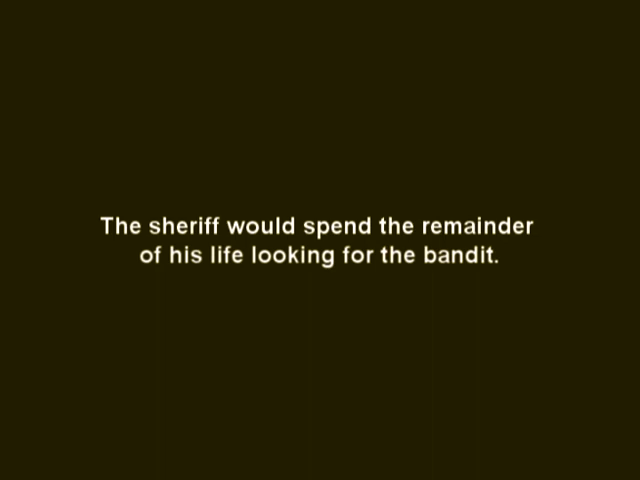 The sheriff would spend the remainder
of his life looking for the bandit.